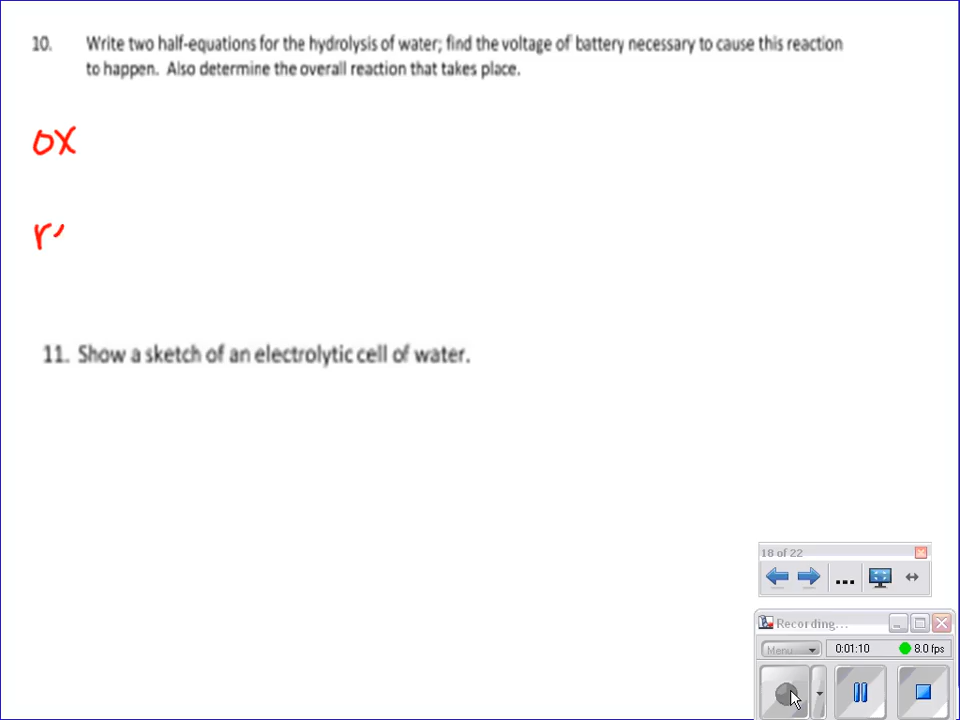 10. Write two half-equations for the hydrolysis of water; find the voltage of battery necessary to cause this reaction
to happen. Also determine the overall reaction that takes place.
ox
r
11. Show a sketch of an electrolytic cell of water.
18 of 22
...
Recording...
Menu 0:01:10 8.0 fps